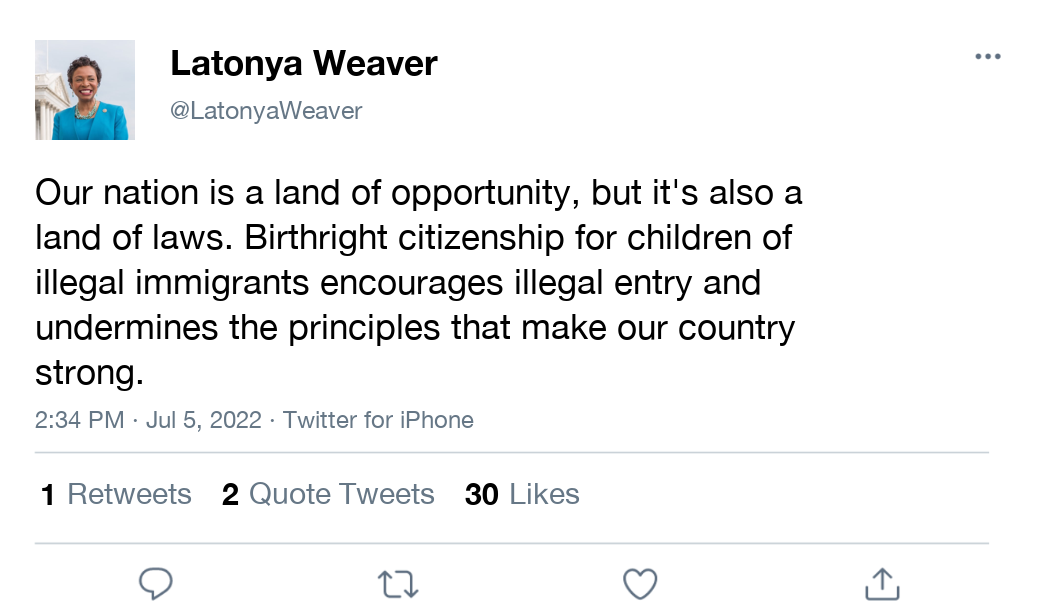 Latonya Weaver
@LatonyaWeaver
Our nation is a land of opportunity, but it's also a
land of laws. Birthright citizenship for children of
illegal immigrants encourages illegal entry and
undermines the principles that make our country
strong.
2:34 PM · Jul 5, 2022 · Twitter for iPhone
1 Retweets 2 Quote Tweets 30 Likes